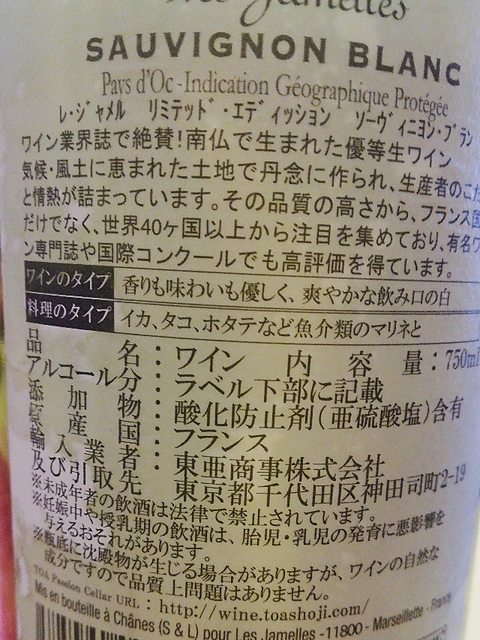 Les Jamelles
SAUVIGNON BLANC
Pays d'Oc-Indication Géographique Protégée
レ・ジャメル リミテッド・エディッション ソーヴィニヨン・ブラン
ワイン業界誌で絶賛!南仏で生まれた優等生ワイン
気候・風土に恵まれた土地で丹念に作られ、生産者のこだ
と情熱が詰まっています。その品質の高さから、フランス国
だけでなく、世界40ヶ国以上から注目を集めており、有名ワ
ン専門誌や国際コンクールでも高評価を得ています。
ワインのタイプ 香りも味わいも優しく、爽やかな飲み口の白
料理のタイプ イカ、タコ、ホタテなど魚介類のマリネと
品名:ワイン 内容量:750ml
アルコール分:ラベル下部に記載
添加物:酸化防止剤(亜硫酸塩)含有
原産国:フランス
輸入業者:東亜商事株式会社
及び引取先 東京都千代田区神田司町2-19
※未成年者の飲酒は法律で禁止されています。
※妊娠中や授乳期の飲酒は、胎児・乳児の発育に悪影響を
与えるおそれがあります。
※瓶底に沈殿物が生じる場合がありますが、ワインの自然な
成分ですので品質上問題はありません。
TOA Passion Cellar URL : http://wine.toashoji.com/
Mis en bouteille à Chânes (S & L) pour Les Jamelles - 11800 - Marseillette - France